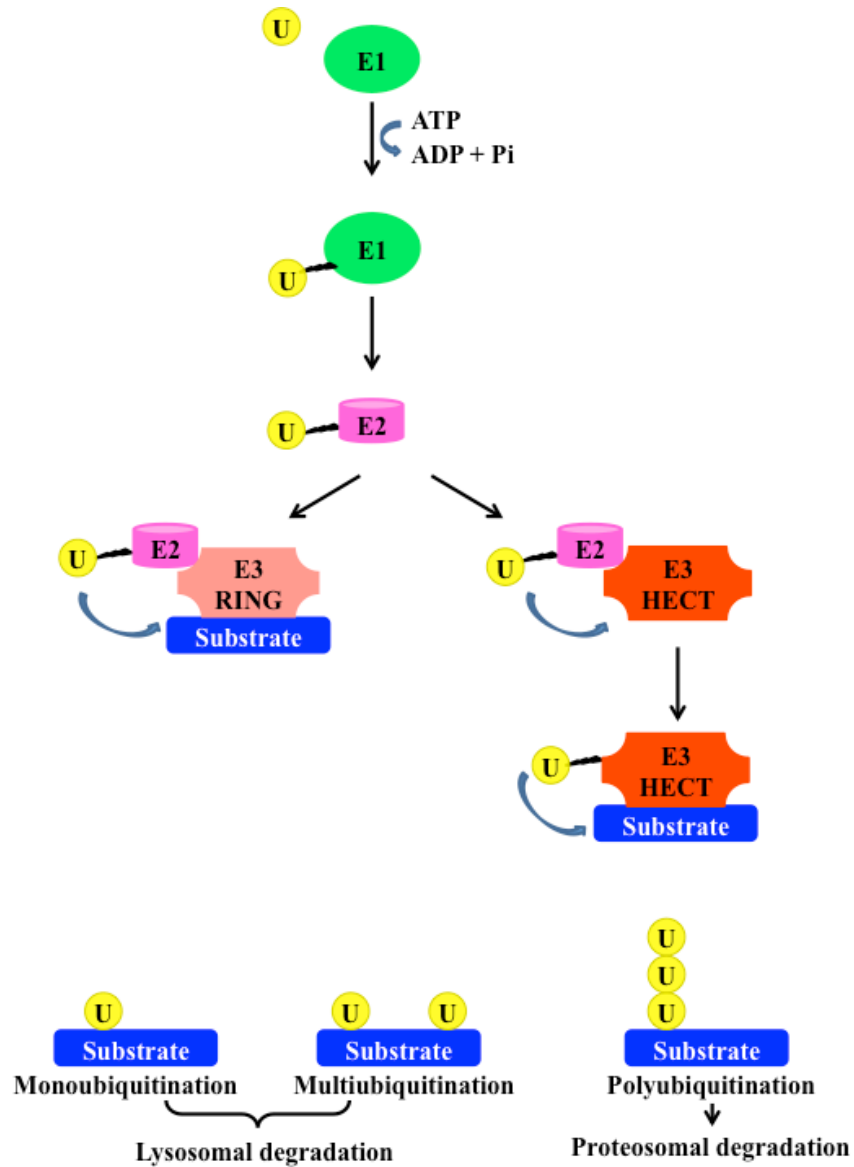 U
E1
ATP
ADP + Pi
E1
U
U
E2
U
E2
E3
RING
Substrate
U
E2
E3
HECT
U
E3
HECT
Substrate
U
U
U
U
U
U
Substrate
Substrate
Substrate
Monoubiquitination
Multiubiquitination
Polyubiquitination
Lysosomal degradation
Proteosomal degradation